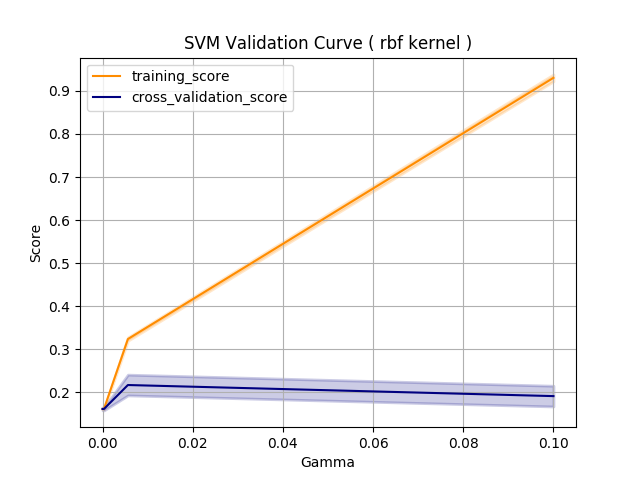 SVM Validation Curve ( rbf kernel )
training_score
cross_validation_score
0.9
0.8
0.7
0.6
0.5
0.4
0.3
0.2
Score
0.00 0.02 0.04 0.06 0.08 0.10
Gamma